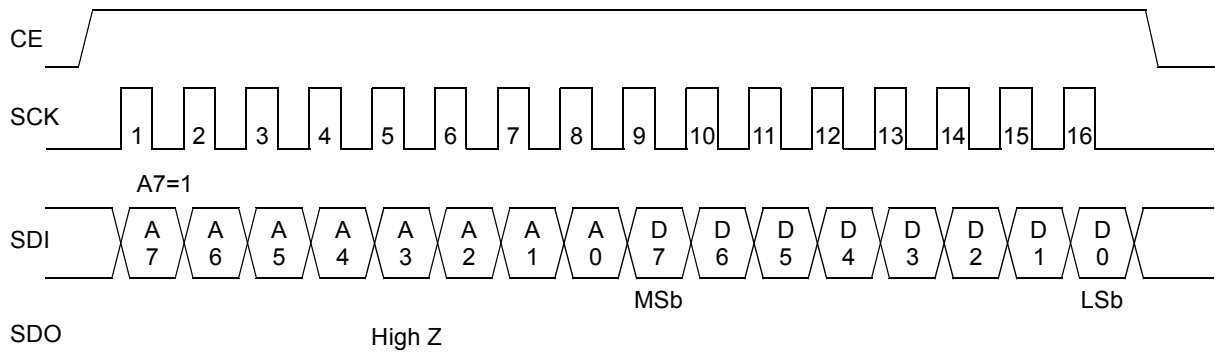 CE
SCK
1 2 3 4 5 6 7 8 9 10 11 12 13 14 15 16
A7=1
SDI
A A A A A A A A D D D D D D D D
7 6 5 4 3 2 1 0 7 6 5 4 3 2 1 0
MSb LSb
SDO High Z